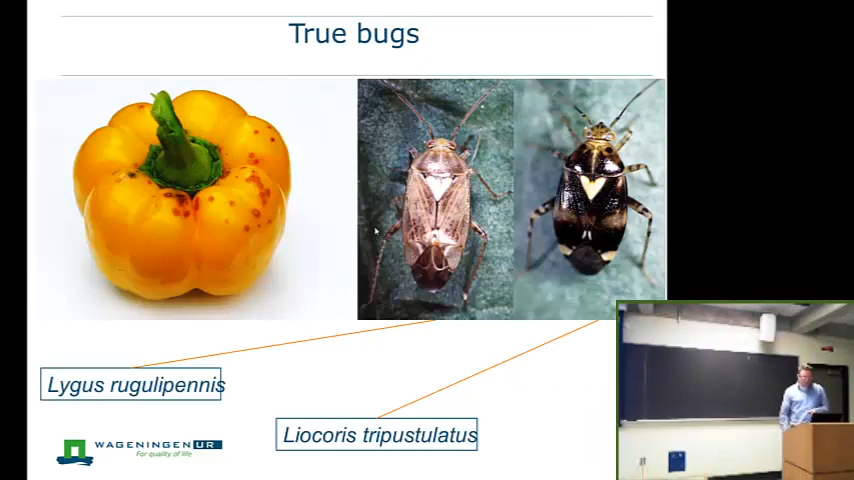 True bugs
Lygus rugulipennis
Liocoris tripustulatus
WAGENINGEN UR
For quality of life